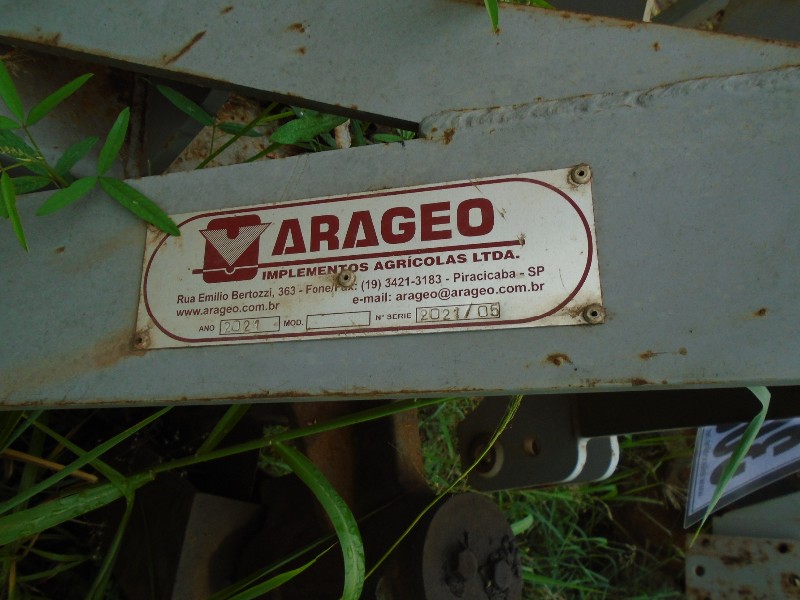 ARAGEO
IMPLEMENTOS AGRÍCOLAS LTDA.
Rua Emilio Bertozzi, 363 - Fone/Fax: (19) 3421-3183 - Piracicaba - SP
www.arageo.com.br e-mail: arageo@arageo.com.br
ANO 2021 MOD. Nº SÉRIE 2021/05